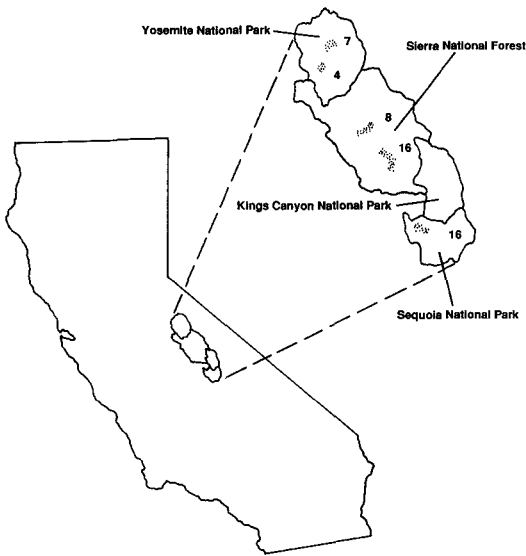 Yosemite National Park
7
4
Sierra National Forest
8
16
Kings Canyon National Park
16
Sequoia National Park